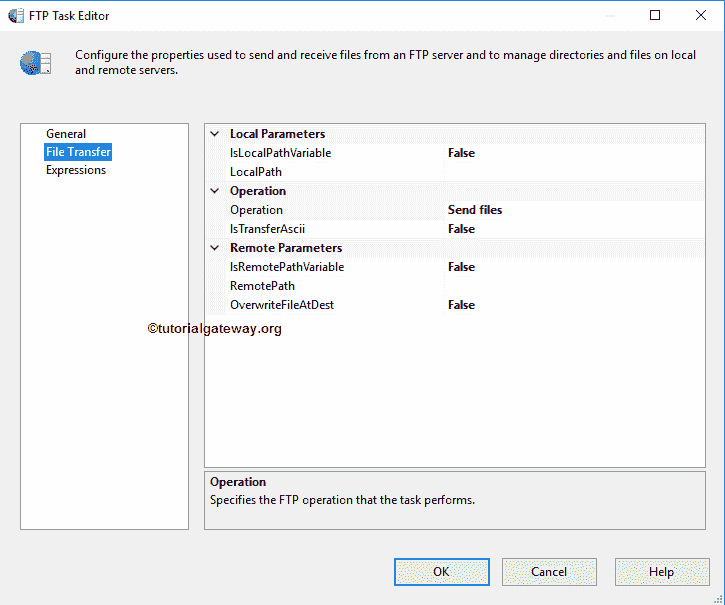 FTP Task Editor
Configure the properties used to send and receive files from an FTP server and to manage directories and files on local
and remote servers.
General
File Transfer
Expressions
Local Parameters
IsLocalPathVariable False
LocalPath
Operation
Operation Send files
IsTransferAscii False
Remote Parameters
IsRemotePathVariable False
RemotePath
OverwriteFileAtDest False
©tutorialgateway.org
Operation
Specifies the FTP operation that the task performs.
OK Cancel Help